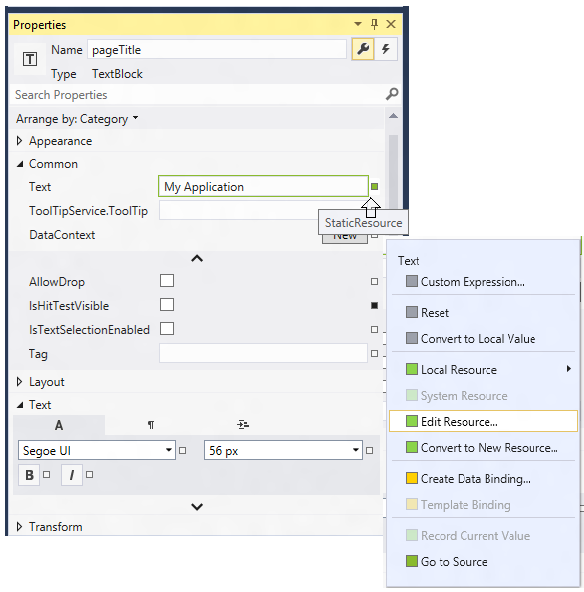 Properties
T
Name pageTitle
Type TextBlock
Search Properties
Arrange by: Category
Appearance
Common
Text My Application
ToolTipService.ToolTip
StaticResource
DataContext New
AllowDrop
IsHitTestVisible
IsTextSelectionEnabled
Tag
Layout
Text
A ¶
Segoe UI 56 px
B I
Transform
Text
Custom Expression...
Reset
Convert to Local Value
Local Resource
System Resource
Edit Resource...
Convert to New Resource...
Create Data Binding...
Template Binding
Record Current Value
Go to Source